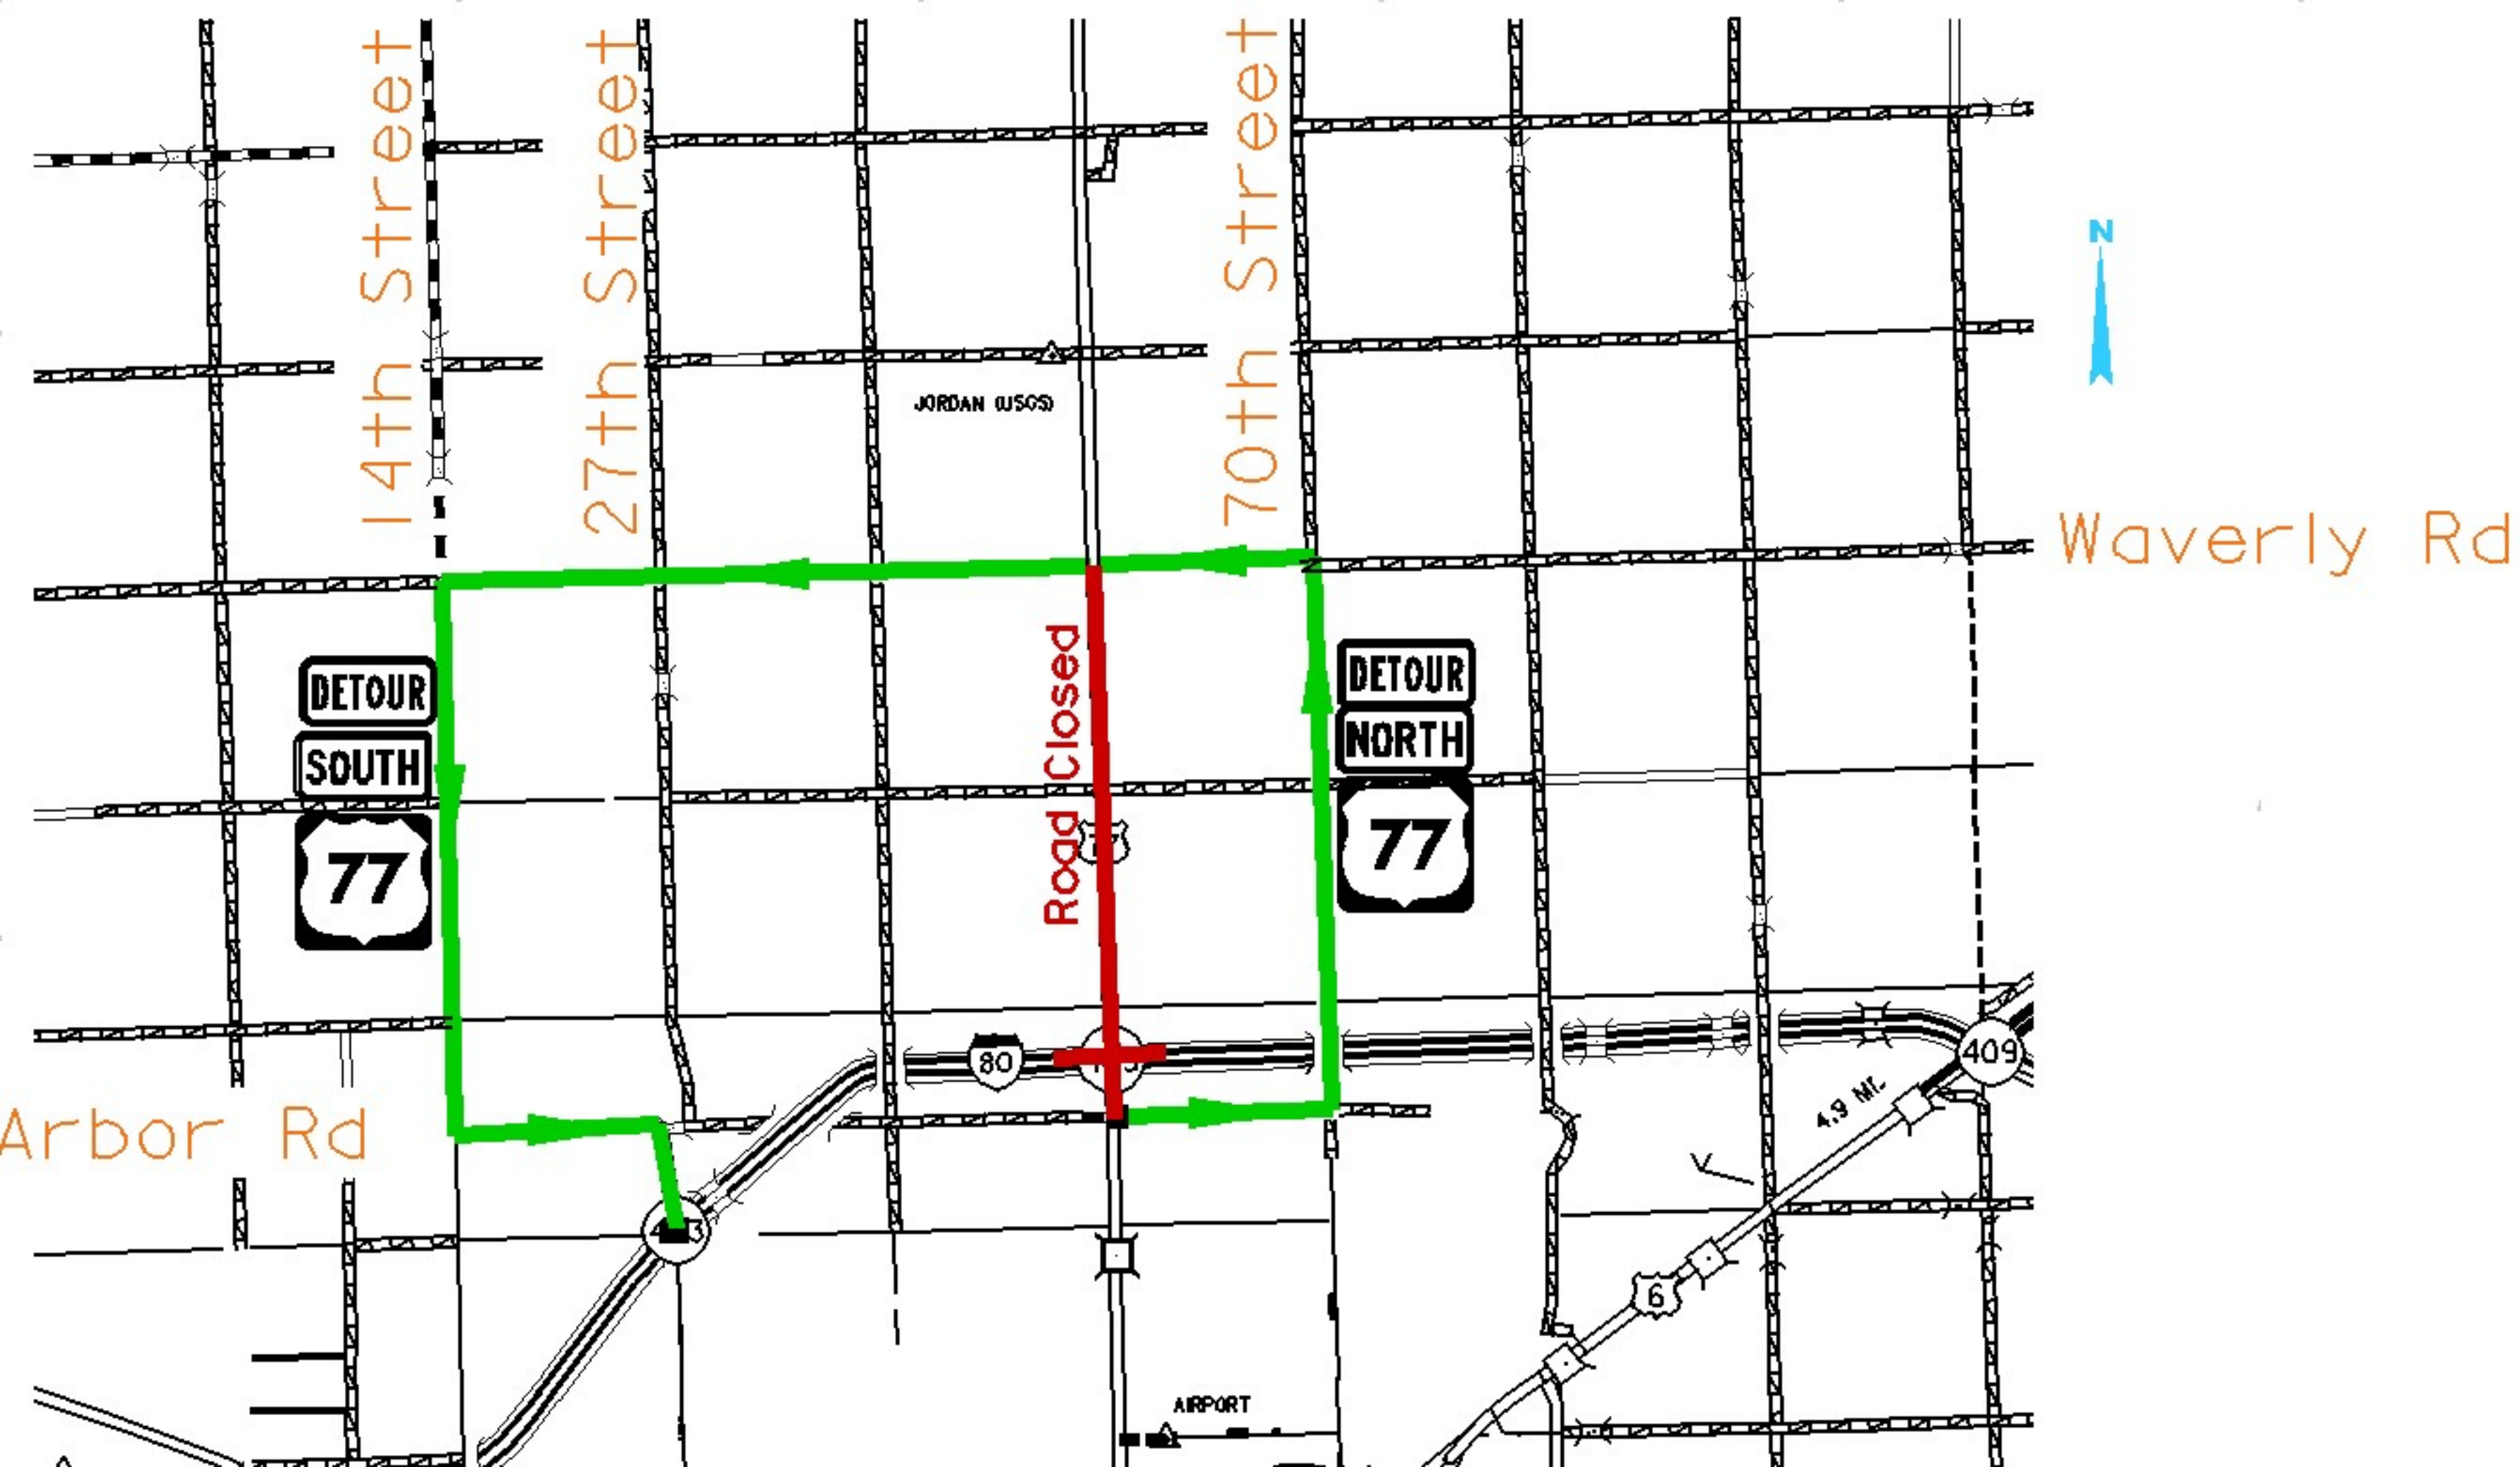 14th Street
27th Street
70th Street
N
JORDAN (USGS)
Waverly Rd
DETOUR
SOUTH
77
Road Closed
DETOUR
NORTH
77
80
409
4.9 MI.
Arbor Rd
6
AIRPORT